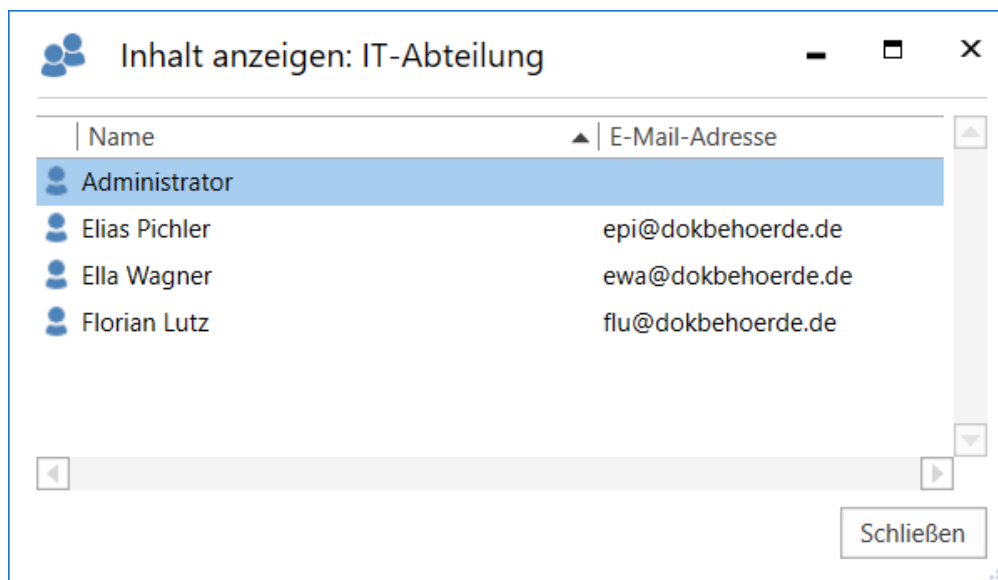 Inhalt anzeigen: IT-Abteilung
Name E-Mail-Adresse
Administrator
Elias Pichler epi@dokbehoerde.de
Ella Wagner ewa@dokbehoerde.de
Florian Lutz flu@dokbehoerde.de
Schließen